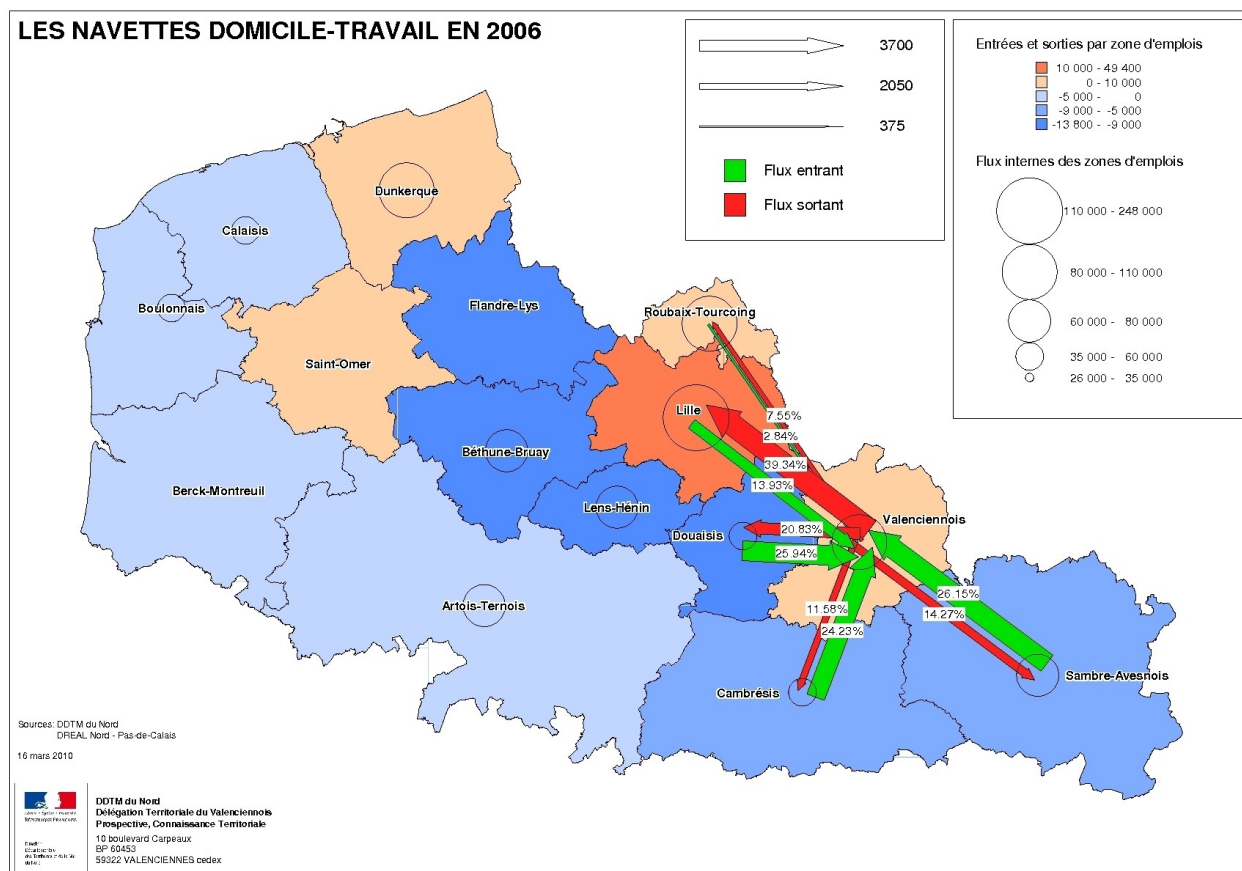 LES NAVETTES DOMICILE-TRAVAIL EN 2006
3700
2050
375
Flux entrant
Flux sortant
Entrées et sorties par zone d'emplois
10 000 - 49 400
0 - 10 000
-5 000 - 0
-9 000 - -5 000
-13 800 - -9 000
Flux internes des zones d'emplois
110 000 - 248 000
80 000 - 110 000
60 000 - 80 000
35 000 - 60 000
26 000 - 35 000
Dunkerque
Calaisis
Boulonnais
Flandre-Lys
Roubaix-Tourcoing
Saint-Omer
Lille
7.55%
2.84%
39.34%
13.93%
Béthune-Bruay
Berck-Montreuil
Lens-Hénin
Valenciennois
Douaisis
20.83%
25.94%
Artois-Ternois
11.58%
24.23%
26.15%
14.27%
Cambrésis
Sambre-Avesnois
Sources: DDTM du Nord
DREAL Nord - Pas-de-Calais
16 mars 2010
DDTM du Nord
Délégation Territoriale du Valenciennois
Prospective, Connaissance Territoriale
10 boulevard Carpeaux
BP 60453
59322 VALENCIENNES cedex